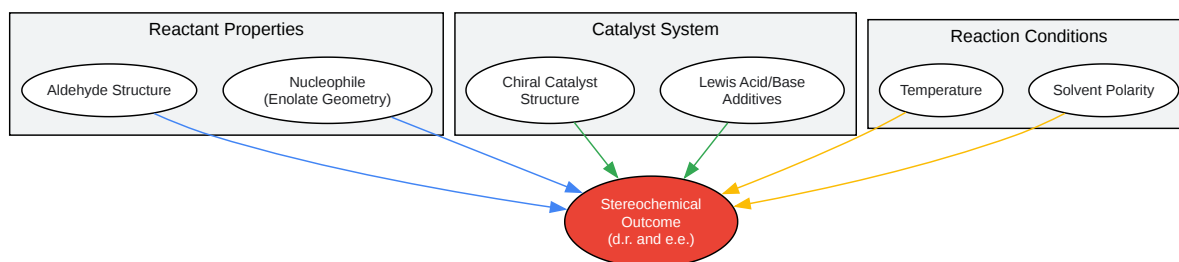 Reactant Properties
Aldehyde Structure
Nucleophile
(Enolate Geometry)
Catalyst System
Chiral Catalyst
Structure
Lewis Acid/Base
Additives
Reaction Conditions
Temperature
Solvent Polarity
Stereochemical
Outcome
(d.r. and e.e.)